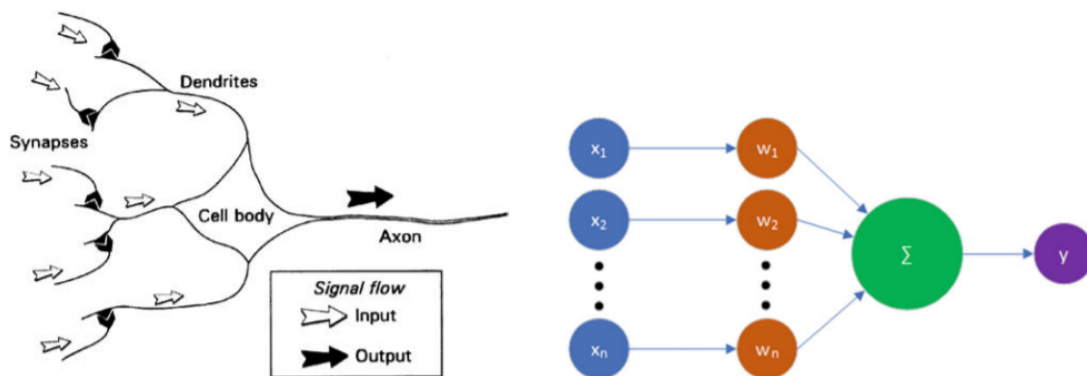 Dendrites
Synapses
Cell body
Axon
Signal flow
Input
Output
x₁
w₁
x₂
w₂
Σ
y
xₙ
wₙ